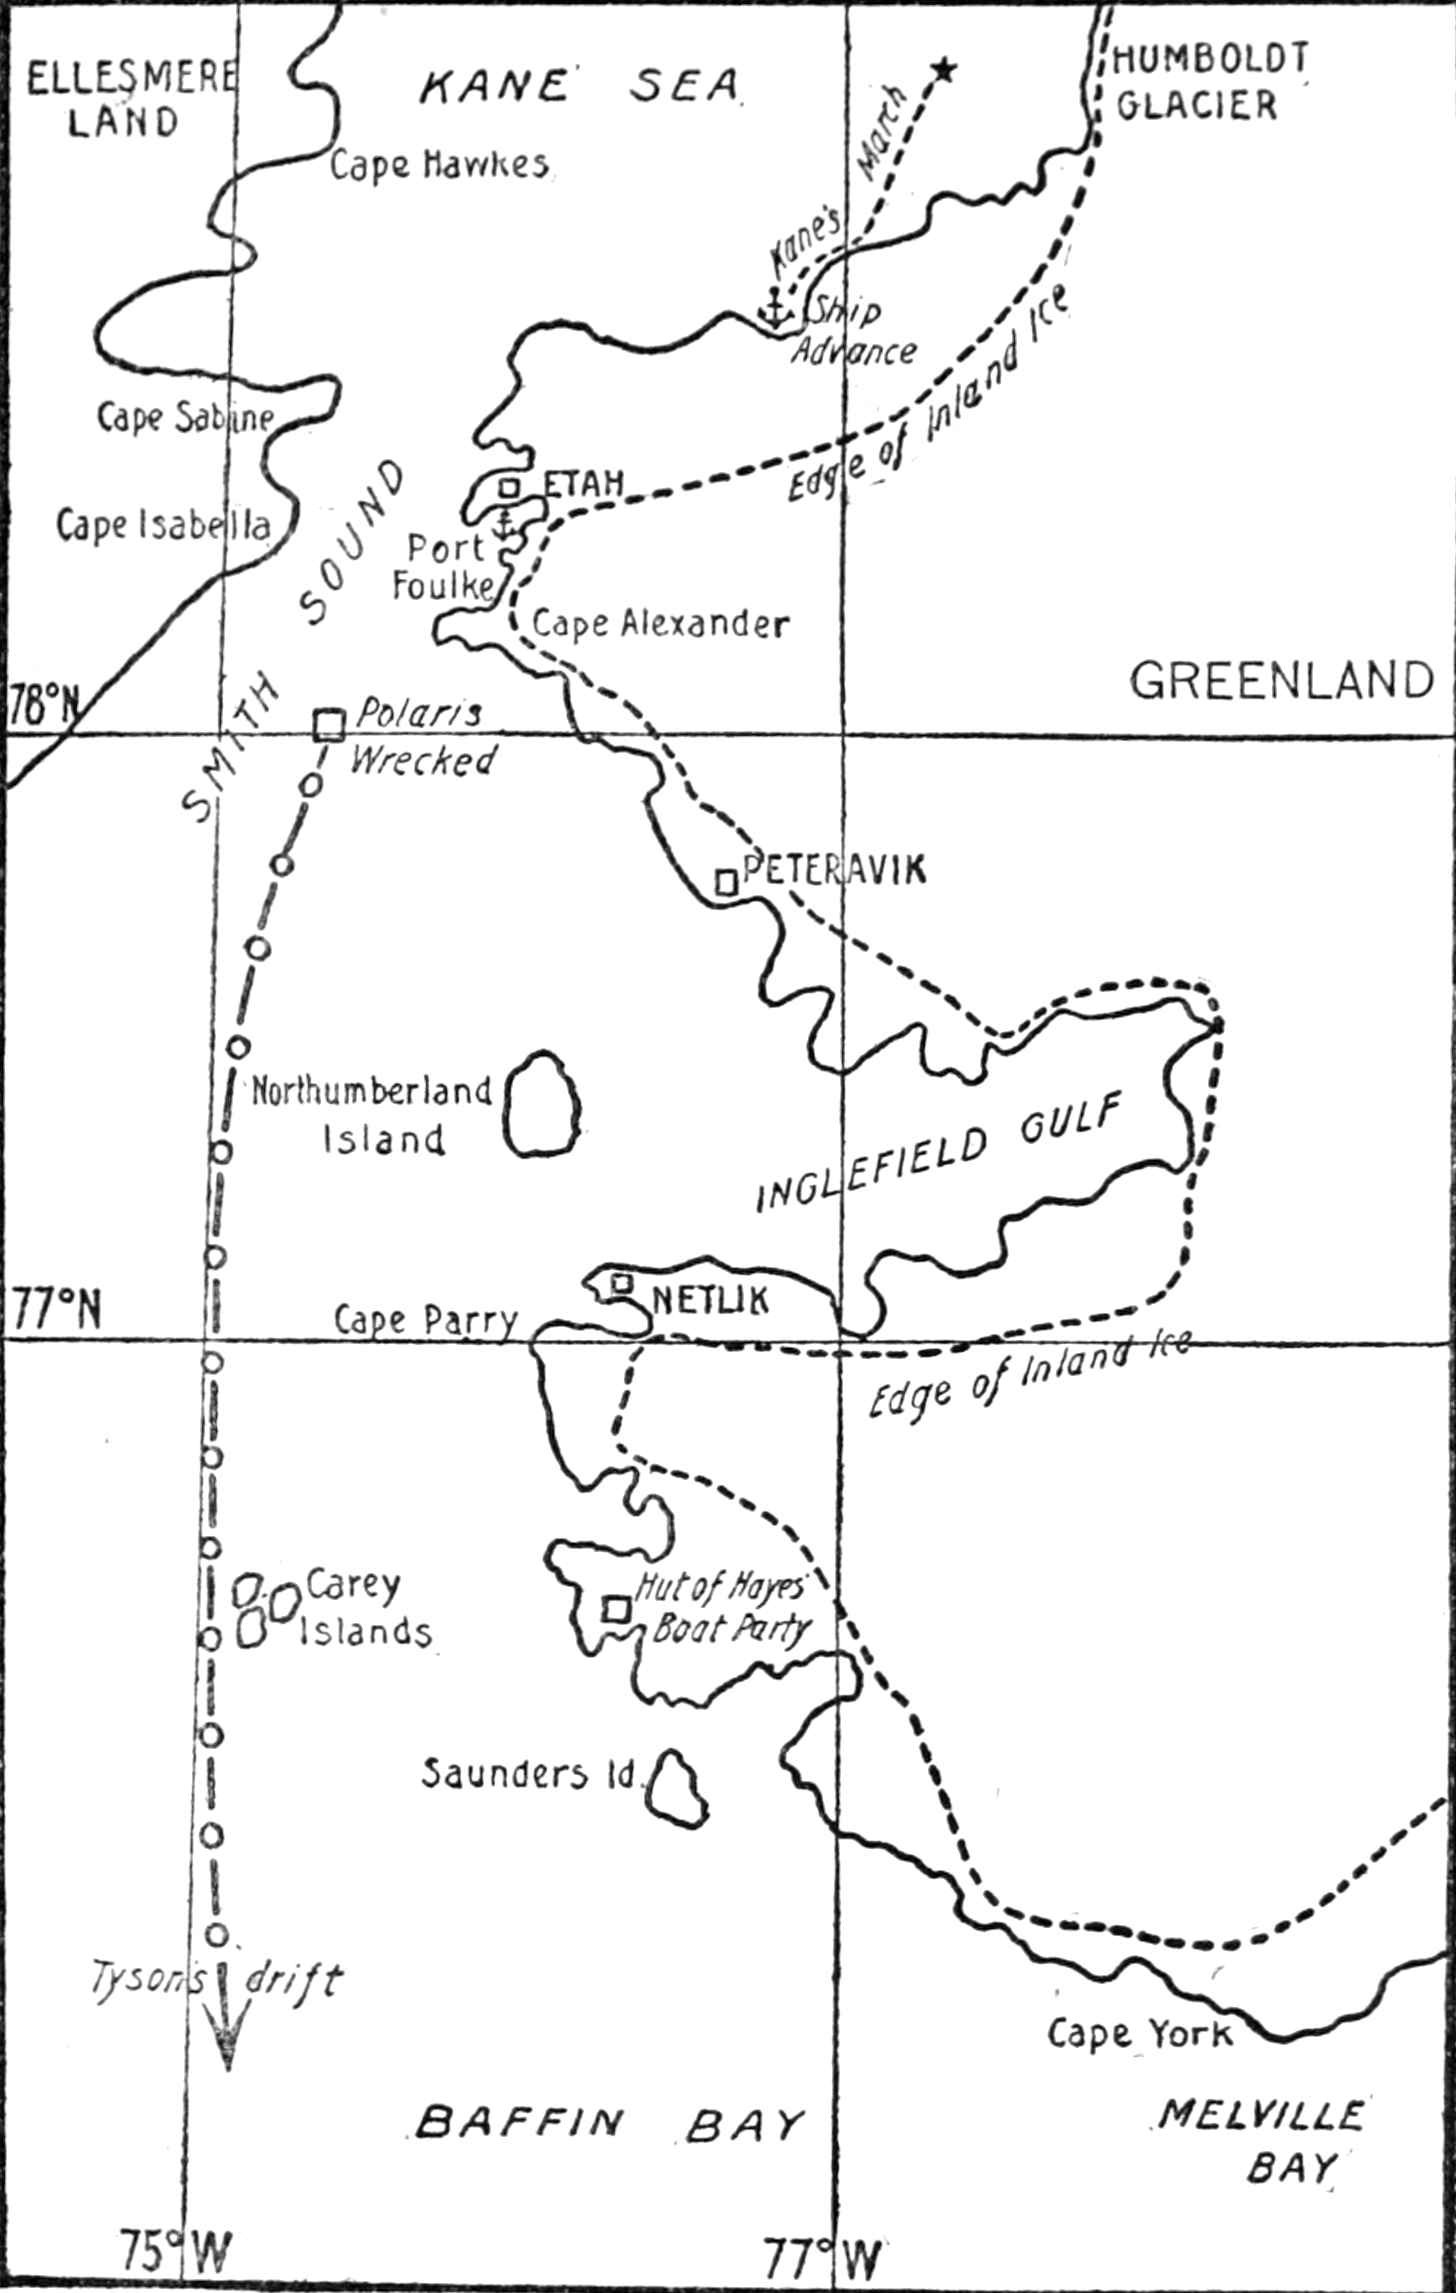 ELLESMERE
LAND
KANE SEA
HUMBOLDT
GLACIER
Cape Hawkes
Kane's March
Ship
Advance
Cape Sabine
Edge of Inland Ice
ETAH
Cape Isabella
Port
Foulke
SMITH SOUND
Cape Alexander
GREENLAND
78°N
Polaris
Wrecked
PETERAVIK
Northumberland
Island
INGLEFIELD GULF
77°N
NETLIK
Cape Parry
Edge of Inland Ice
Carey
Islands
Hut of Hayes'
Boat Party
Saunders Id.
Tyson's drift
Cape York
BAFFIN BAY
MELVILLE
BAY
75°W
77°W